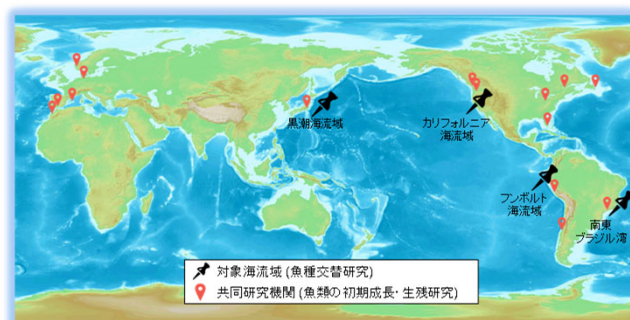 黒潮海流域
カリフォルニア
海流域
フンボルト
海流域
南東
ブラジル湾
対象海流域 (魚種交替研究)
共同研究機関 (魚類の初期成長・生残研究)